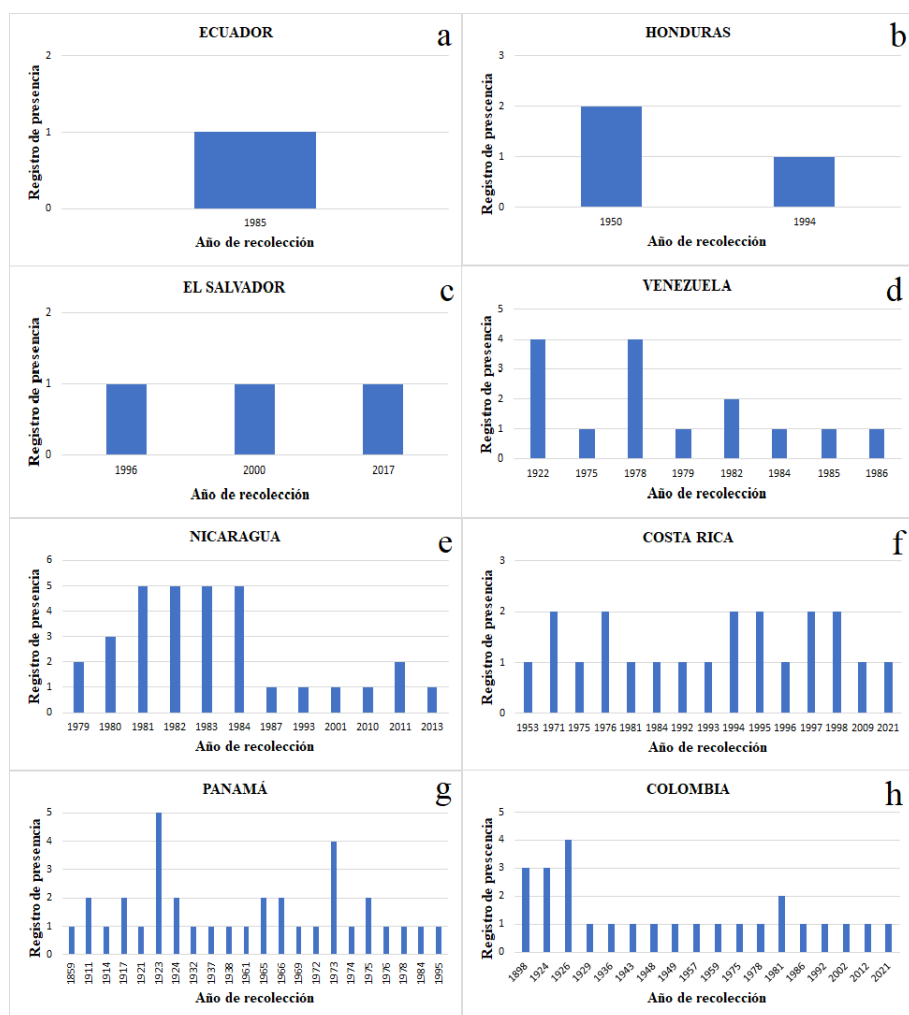 ECUADOR
a
Registro de presencia
2
1
0
1985
Año de recolección
HONDURAS
b
Registro de prescencia
3
2
1
0
1950 1994
Año de recolección
EL SALVADOR
c
Registro de presencia
2
1
0
1996 2000 2017
Año de recolección
VENEZUELA
d
Registro de presencia
5
4
3
2
1
0
1922 1975 1978 1979 1982 1984 1985 1986
Año de recolección
NICARAGUA
e
Registro de presencia
6
5
4
3
2
1
0
1979 1980 1981 1982 1983 1984 1987 1993 2001 2010 2011 2013
Año de recolección
COSTA RICA
f
Registro de presencia
3
2
1
0
1953 1971 1975 1976 1981 1984 1992 1993 1994 1995 1996 1997 1998 2009 2021
Año de recolección
PANAMÁ
g
Registro de presencia
5
4
3
2
1
0
1859 1911 1914 1917 1921 1923 1924 1932 1937 1938 1961 1965 1966 1969 1972 1973 1974 1975 1976 1978 1984 1995
Año de recolección
COLOMBIA
h
Registro de prescencia
5
4
3
2
1
0
1898 1924 1926 1929 1936 1943 1948 1949 1957 1959 1975 1978 1981 1986 1992 2002 2012 2021
Año de recolección